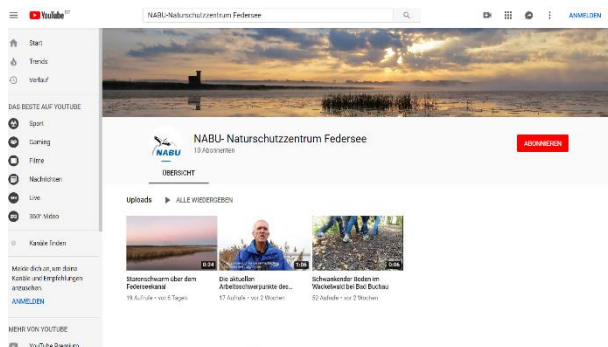 YouTube
NABU-Naturschutzzentrum Federsee
ANMELDEN
Start
Trends
Verlauf
DAS BESTE AUF YOUTUBE
Sport
Gaming
Filme
Nachrichten
Live
360°-Video
Kanäle finden
Melde dich an, um deine
Kanäle und Empfehlungen
anzusehen.
ANMELDEN
MEHR VON YOUTUBE
YouTube Premium
NABU
NABU- Naturschutzzentrum Federsee
Abonnenten
ABONNIEREN
ÜBERSICHT
Uploads
ALLE WIEDERGEBEN
0:24
1:06
0:06
Starenschwarm über dem
Federseekanal
19 Aufrufe • vor 6 Tagen
Die aktuellen
Arbeitsschwerpunkte des...
17 Aufrufe • vor 2 Wochen
Schwankender Boden im
Wackelwald bei Bad Buchau
52 Aufrufe • vor 2 Wochen